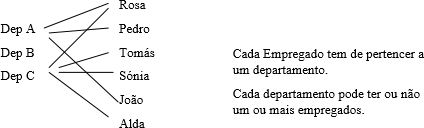 Dep A
Dep B
Dep C
Rosa
Pedro
Tomás
Sónia
João
Alda
Cada Empregado tem de pertencer a
um departamento.
Cada departamento pode ter ou não
um ou mais empregados.